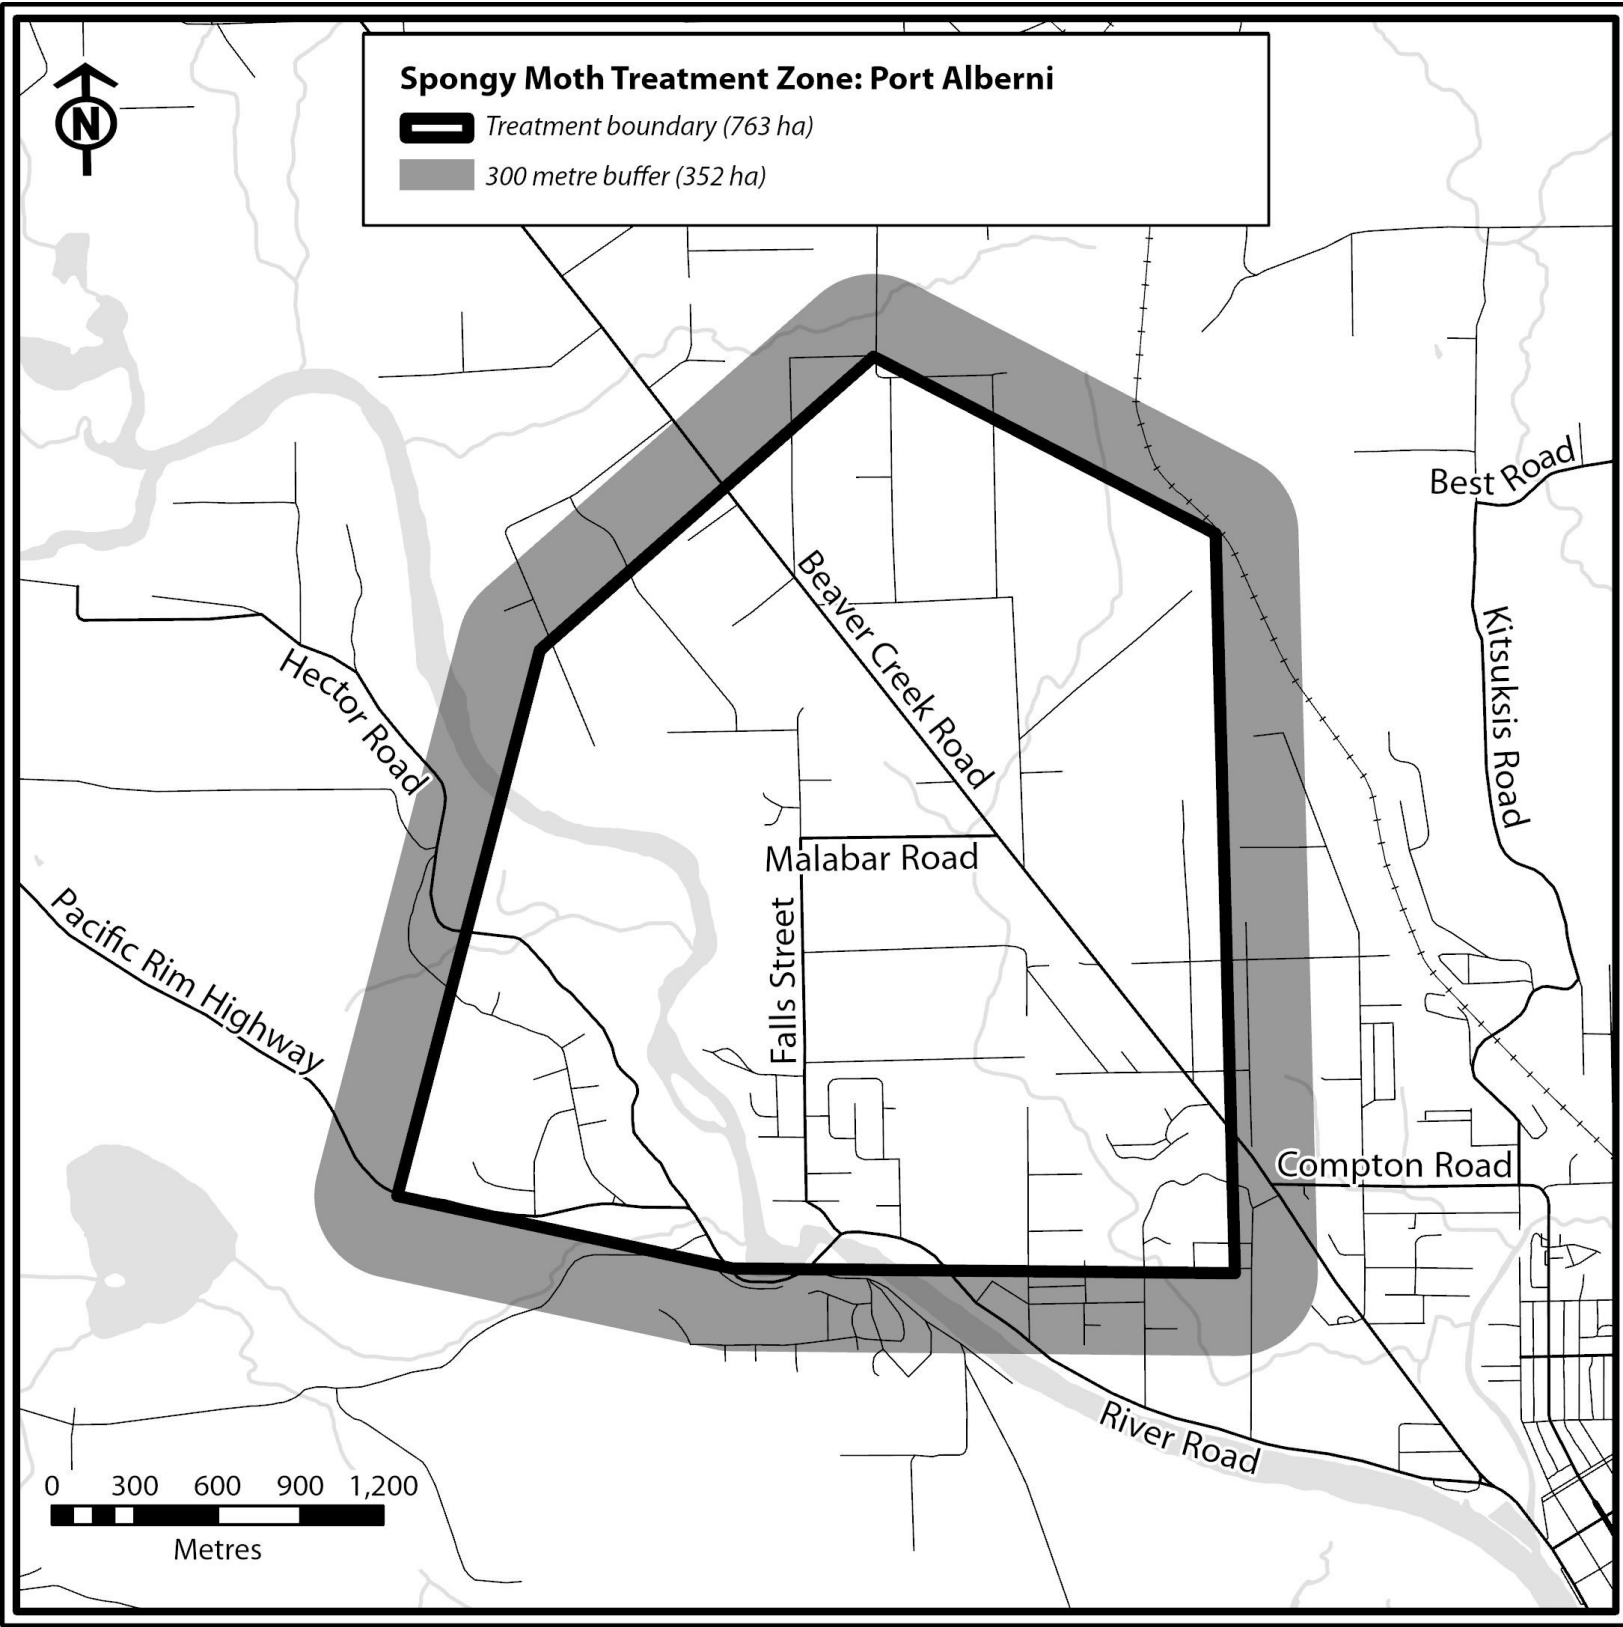 N
Spongy Moth Treatment Zone: Port Alberni
Treatment boundary (763 ha)
300 metre buffer (352 ha)
Best Road
Beaver Creek Road
Kitsuksis Road
Hector Road
Malabar Road
Pacific Rim Highway
Falls Street
Compton Road
River Road
0 300 600 900 1,200
Metres